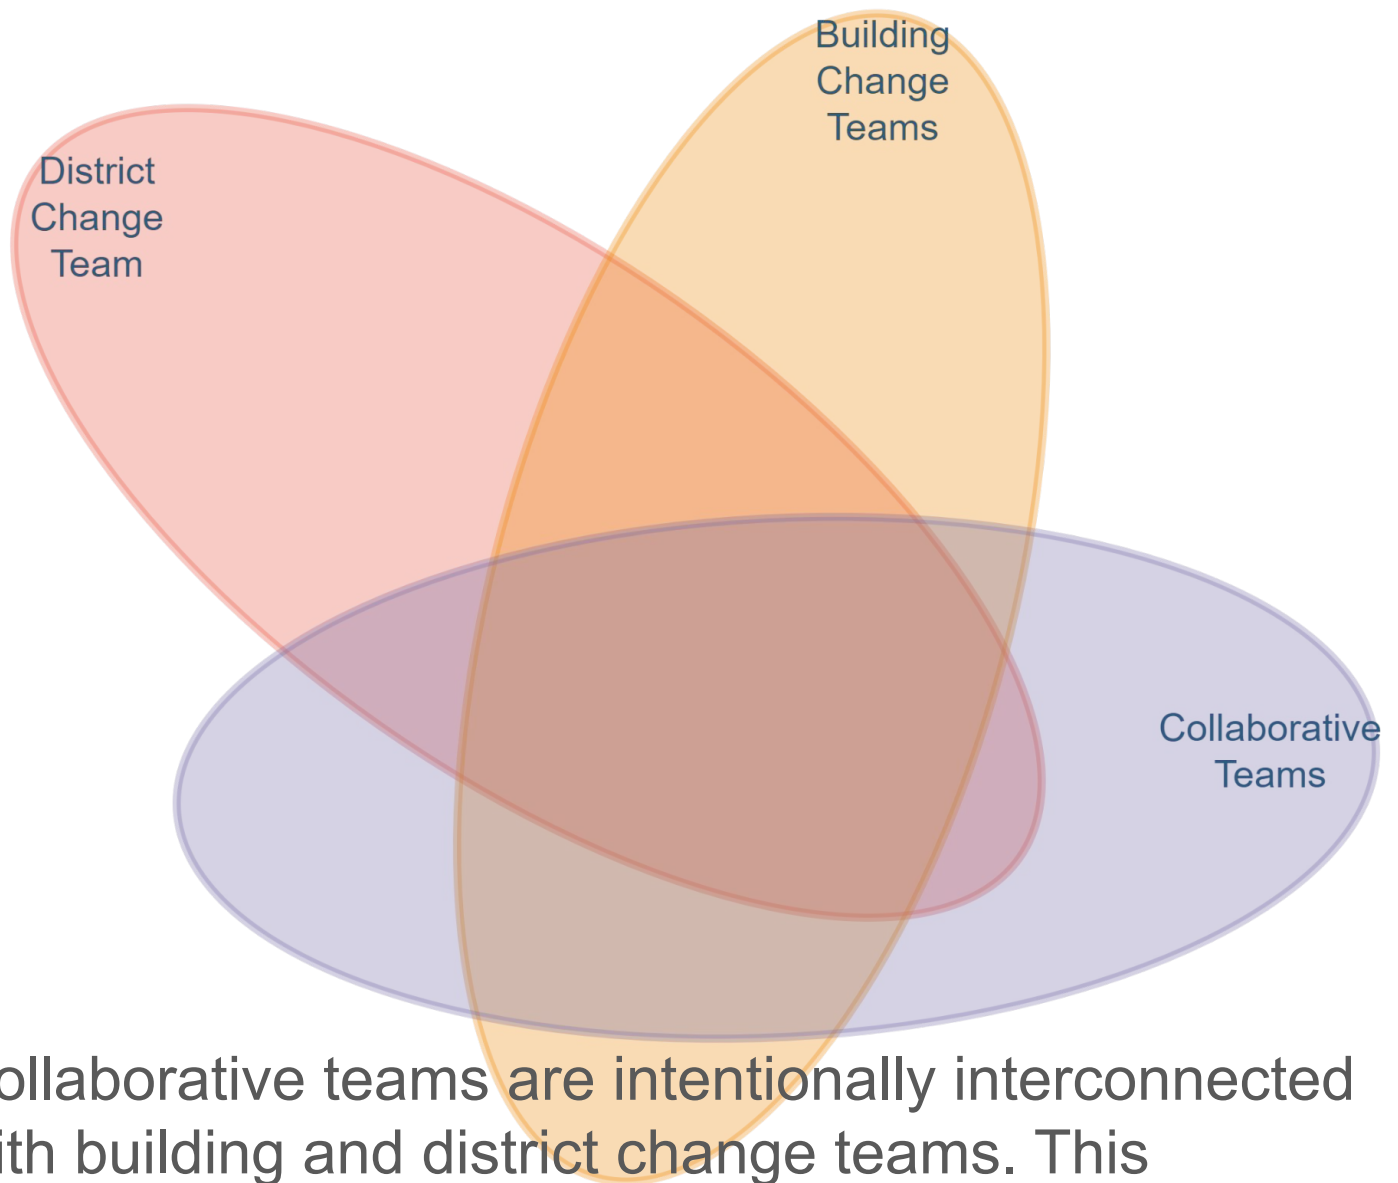 Building
Change
Teams
District
Change
Team
Collaborative
Teams
ollaborative teams are intentionally interconnected
ith building and district change teams. This